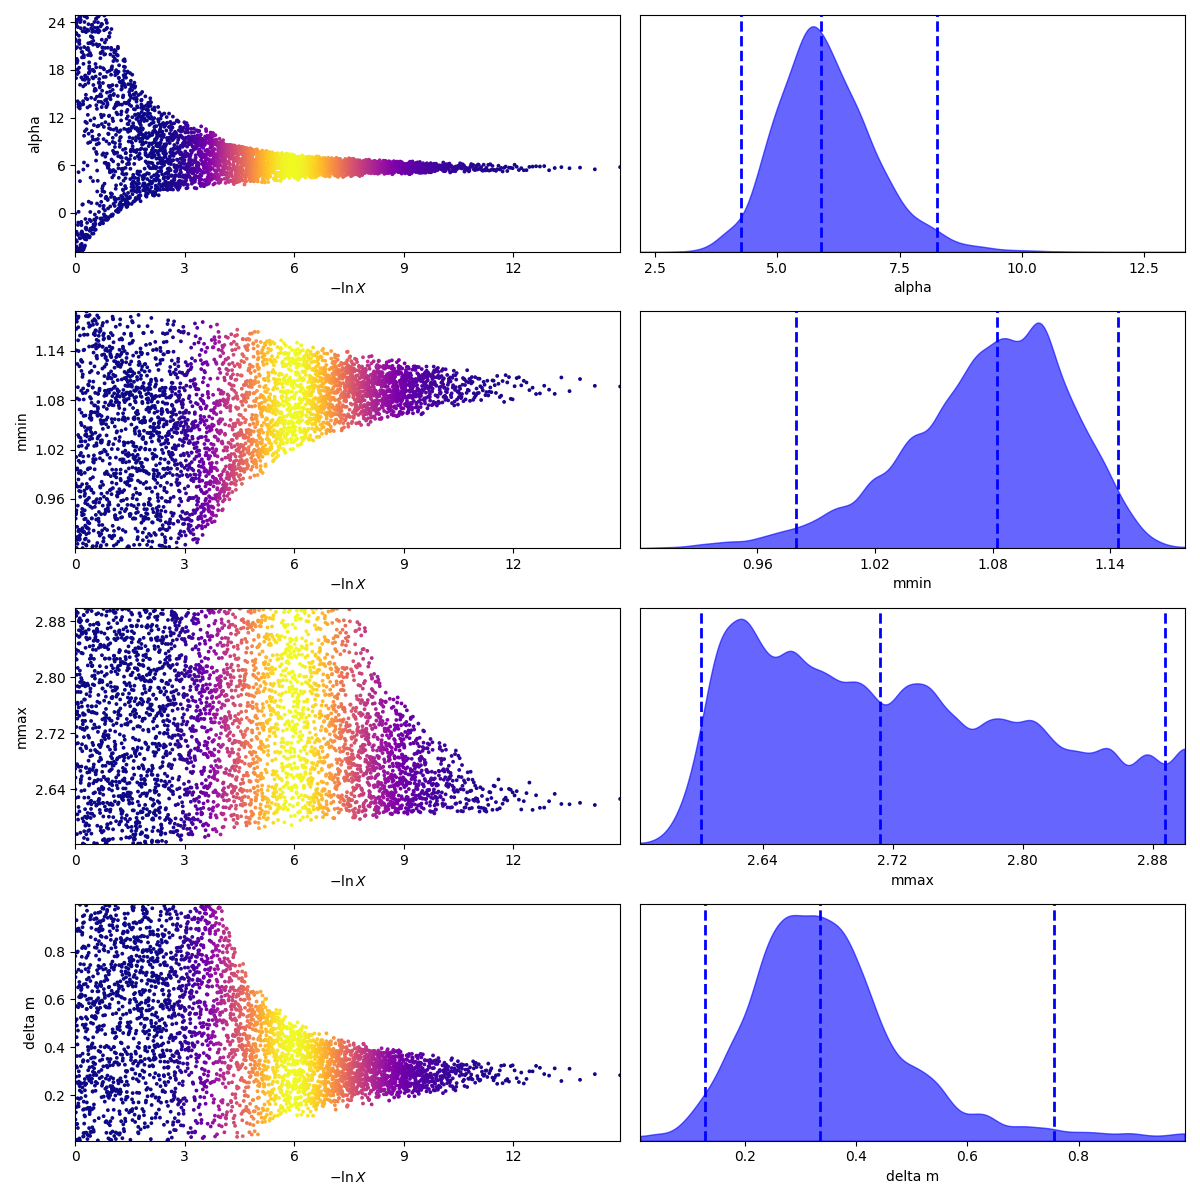 24
18
12
6
0
alpha
0 3 6 9 12
−ln X
2.5 5.0 7.5 10.0 12.5
alpha
1.14
1.08
1.02
0.96
mmin
0 3 6 9 12
−ln X
0.96 1.02 1.08 1.14
mmin
2.88
2.80
2.72
2.64
mmax
0 3 6 9 12
−ln X
2.64 2.72 2.80 2.88
mmax
0.8
0.6
0.4
0.2
delta m
0 3 6 9 12
−ln X
0.2 0.4 0.6 0.8
delta m